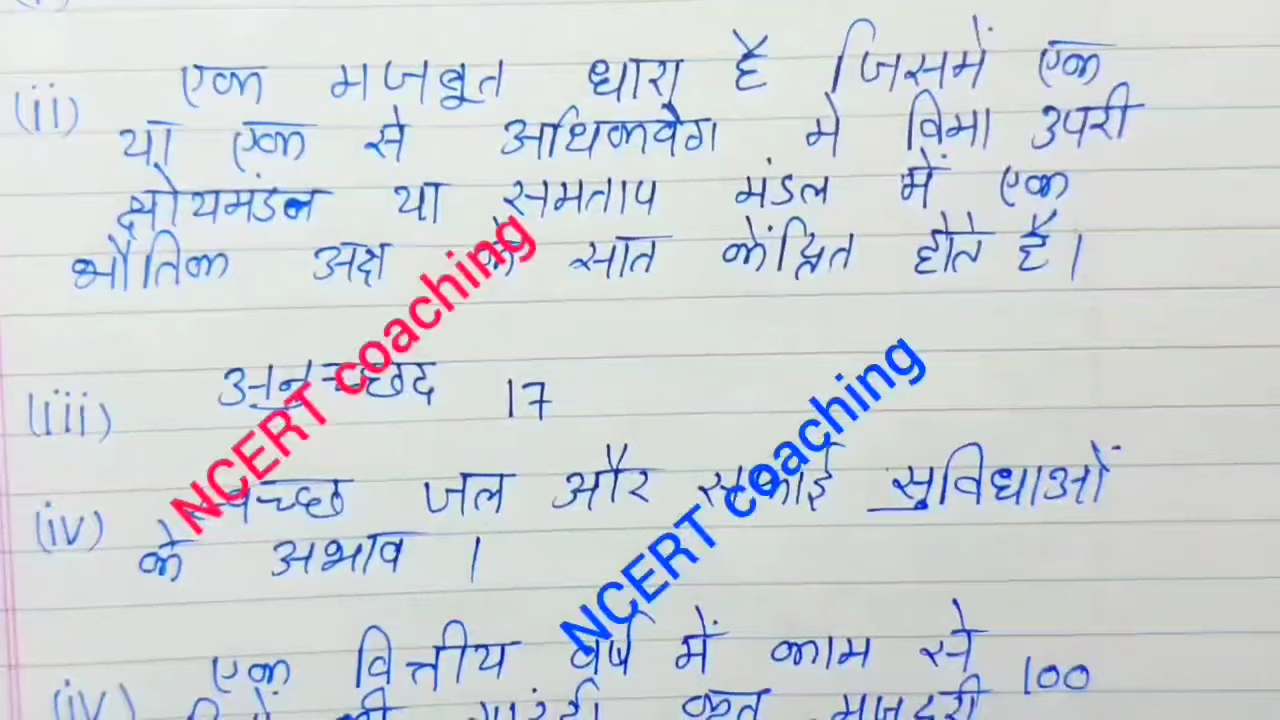 (ii) एक मजबूत धारा है जिसमें एक
या एक से अधिकवेग मे विमा उपरी
क्षोयमंडल या समताप मंडल में एक
भौतिक अक्ष के सात केंद्रित होते है।
(iii) अनुच्छेद 17
(iv) स्वच्छ जल और सफाई सुविधाओं
के अभाव ।
एक वित्तीय वर्ष में काम से 100
(iv) की गारंटी मजदूरी
NCERT coaching
NCERT coaching